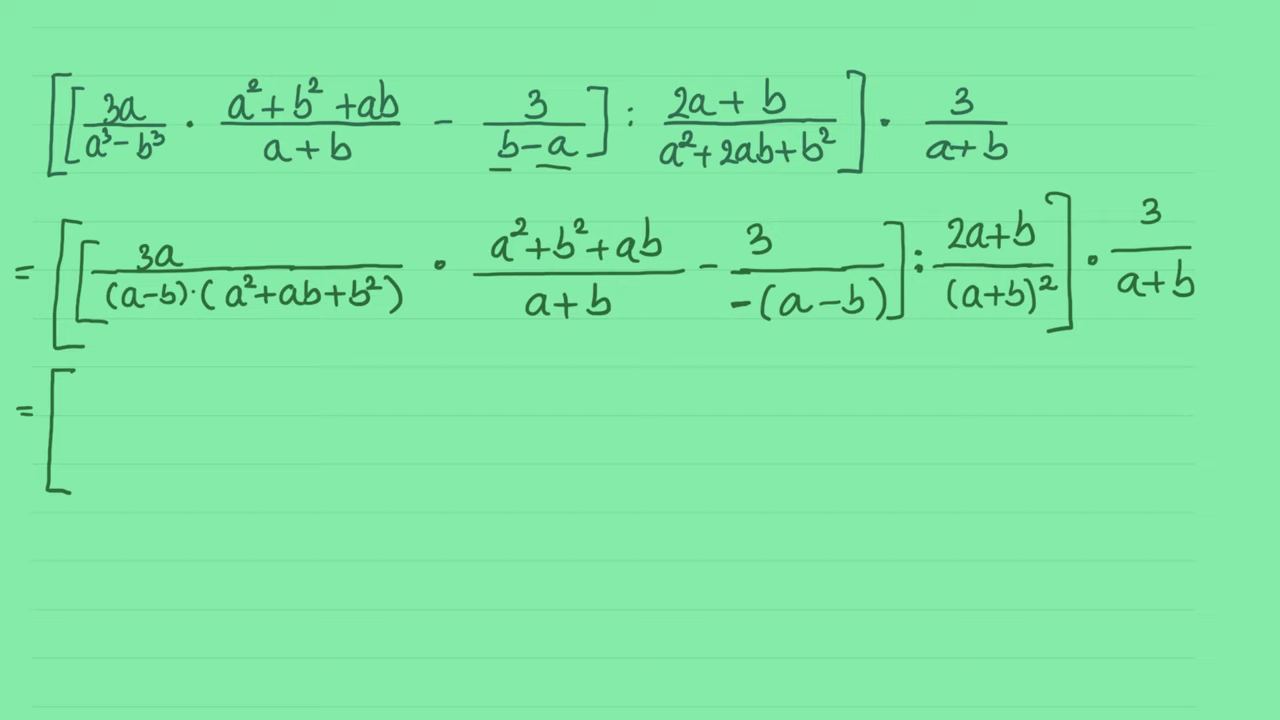 [[3a/(a³-b³) · (a²+b²+ab)/(a+b) - 3/(b-a)] : (2a+b)/(a²+2ab+b²)] · 3/(a+b)
= [[3a/((a-b)·(a²+ab+b²)) · (a²+b²+ab)/(a+b) - 3/(-(a-b))] : (2a+b)/(a+b)²] · 3/(a+b)
= [